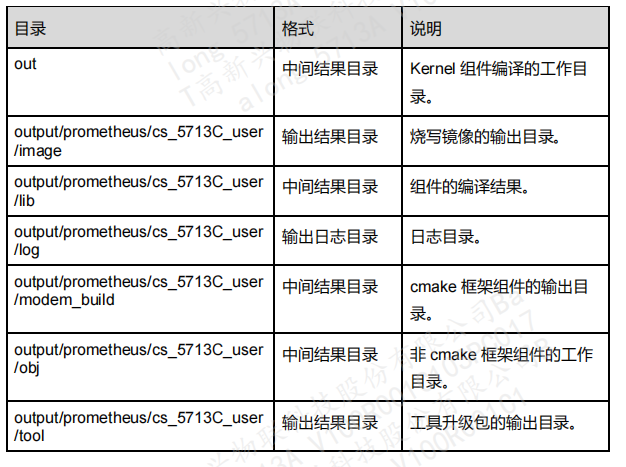 目录 格式 说明
out 中间结果目录 Kernel 组件编译的工作目
录。
output/prometheus/cs_5713C_user 输出结果目录 烧写镜像的输出目录。
/image
output/prometheus/cs_5713C_user 中间结果目录 组件的编译结果。
/lib
output/prometheus/cs_5713C_user 输出日志目录 日志目录。
/log
output/prometheus/cs_5713C_user 中间结果目录 cmake 框架组件的输出目
/modem_build 录。
output/prometheus/cs_5713C_user 中间结果目录 非 cmake 框架组件的工作
/obj 目录。
output/prometheus/cs_5713C_user 输出结果目录 工具升级包的输出目录。
/tool